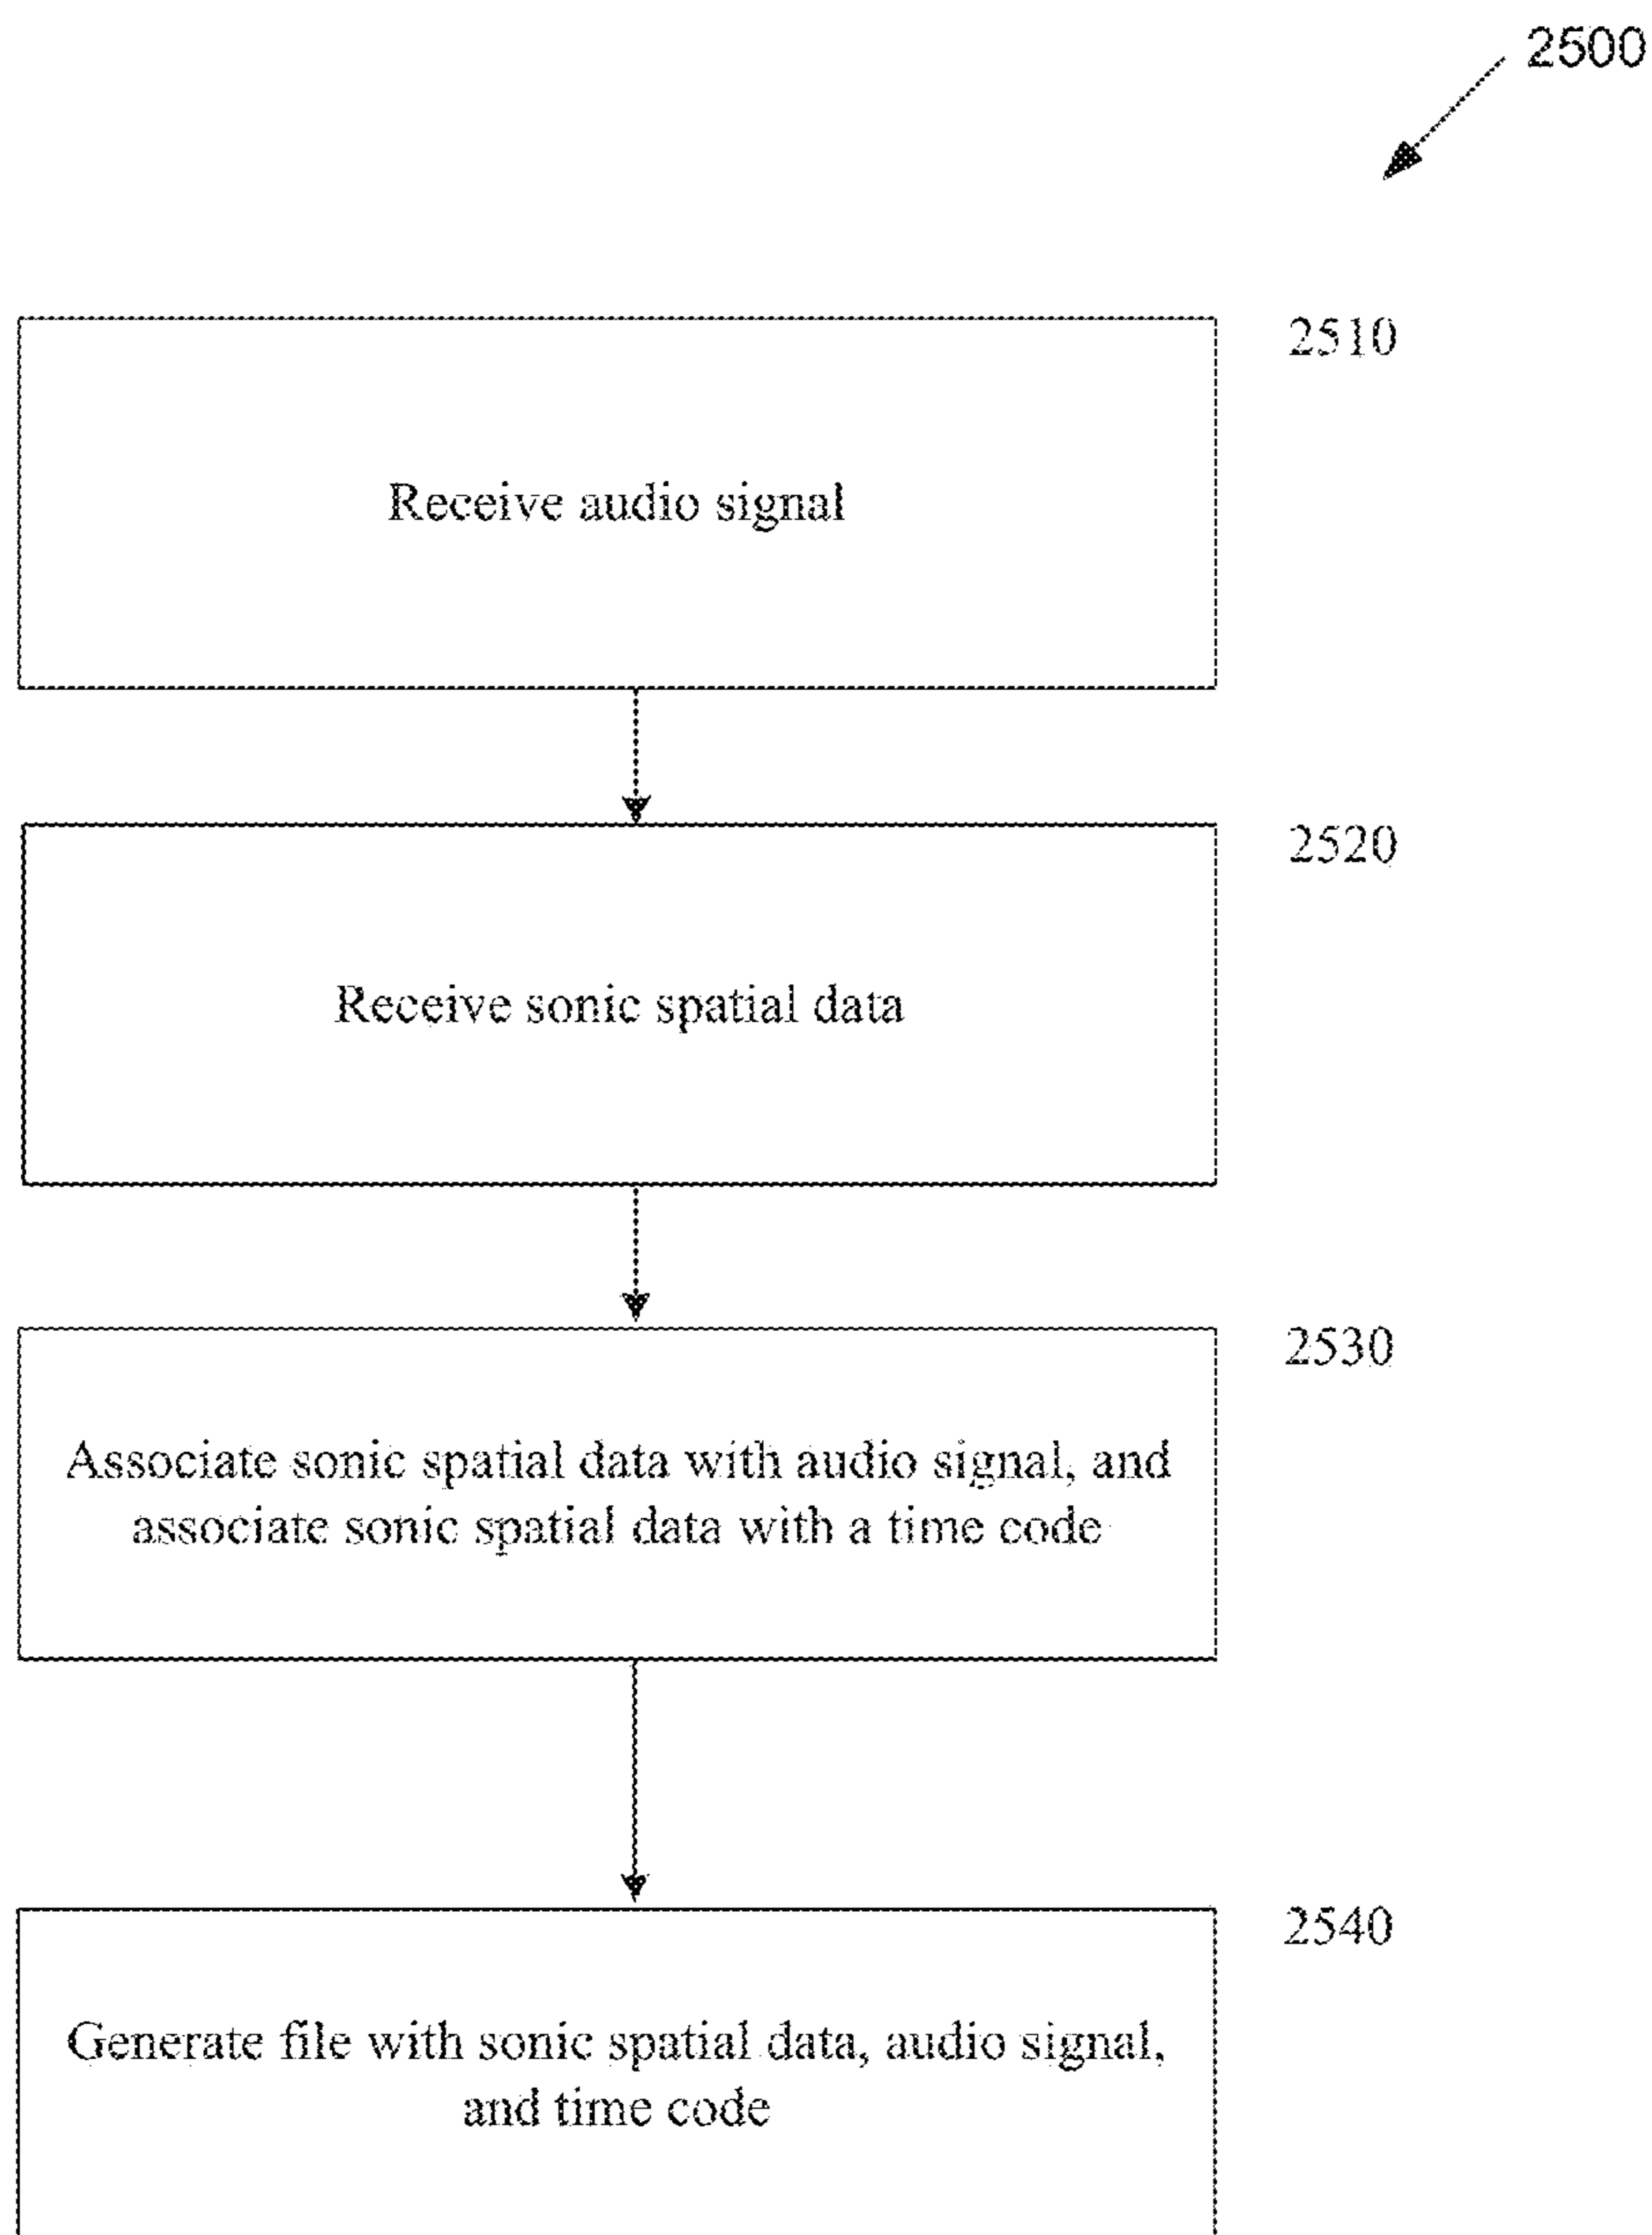 2500
2510
Receive audio signal
2520
Receive sonic spatial data
2530
Associate sonic spatial data with audio signal, and
associate sonic spatial data with a time code
2540
Generate file with sonic spatial data, audio signal,
and time code